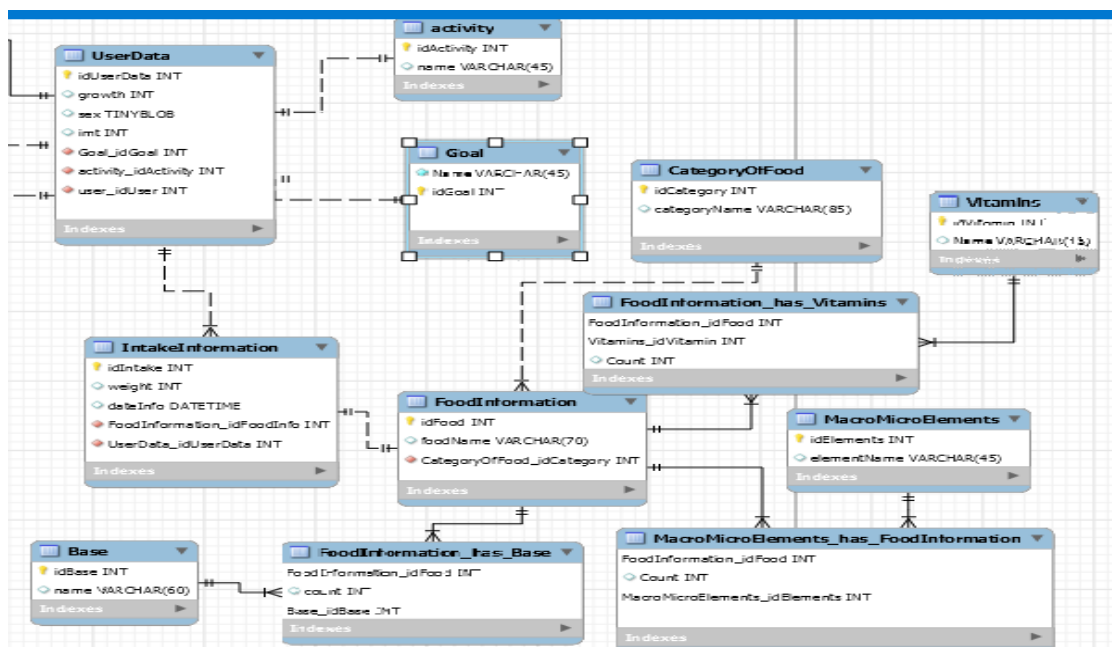 activity
idActivity INT
name VARCHAR(45)
Indexes
UserData
idUserData INT
growth INT
sex TINYBLOB
imt INT
Goal_idGoal INT
activity_idActivity INT
user_idUser INT
Indexes
Goal
Name VARCHAR(45)
idGoal INT
Indexes
CategoryOfFood
idCategory INT
categoryName VARCHAR(85)
Indexes
Vitamins
idVitamin INT
Name VARCHAR(15)
Indexes
FoodInformation_has_Vitamins
FoodInformation_idFood INT
Vitamins_idVitamin INT
Count INT
Indexes
IntakeInformation
idIntake INT
weight INT
dateInfo DATETIME
FoodInformation_idFoodInfo INT
UserData_idUserData INT
Indexes
FoodInformation
idFood INT
foodName VARCHAR(70)
CategoryOfFood_idCategory INT
Indexes
MacroMicroElements
idElements INT
elementName VARCHAR(45)
Indexes
Base
idBase INT
name VARCHAR(60)
Indexes
FoodInformation_has_Base
FoodInformation_idFood INT
count INT
Base_idBase INT
Indexes
MacroMicroElements_has_FoodInformation
FoodInformation_idFood INT
Count INT
MacroMicroElements_idElements INT
Indexes